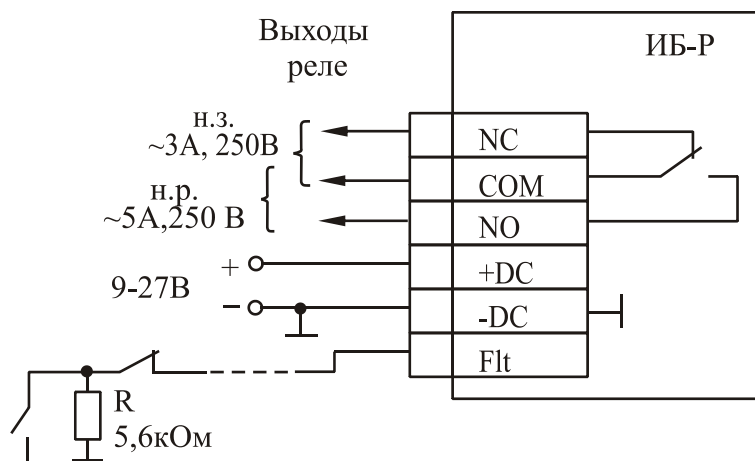 Выходы
реле
ИБ-Р
н.з.
~3А, 250В
н.р.
~5А,250 В
NC
COM
NO
+DC
-DC
Flt
+
9-27В
−
R
5,6кОм